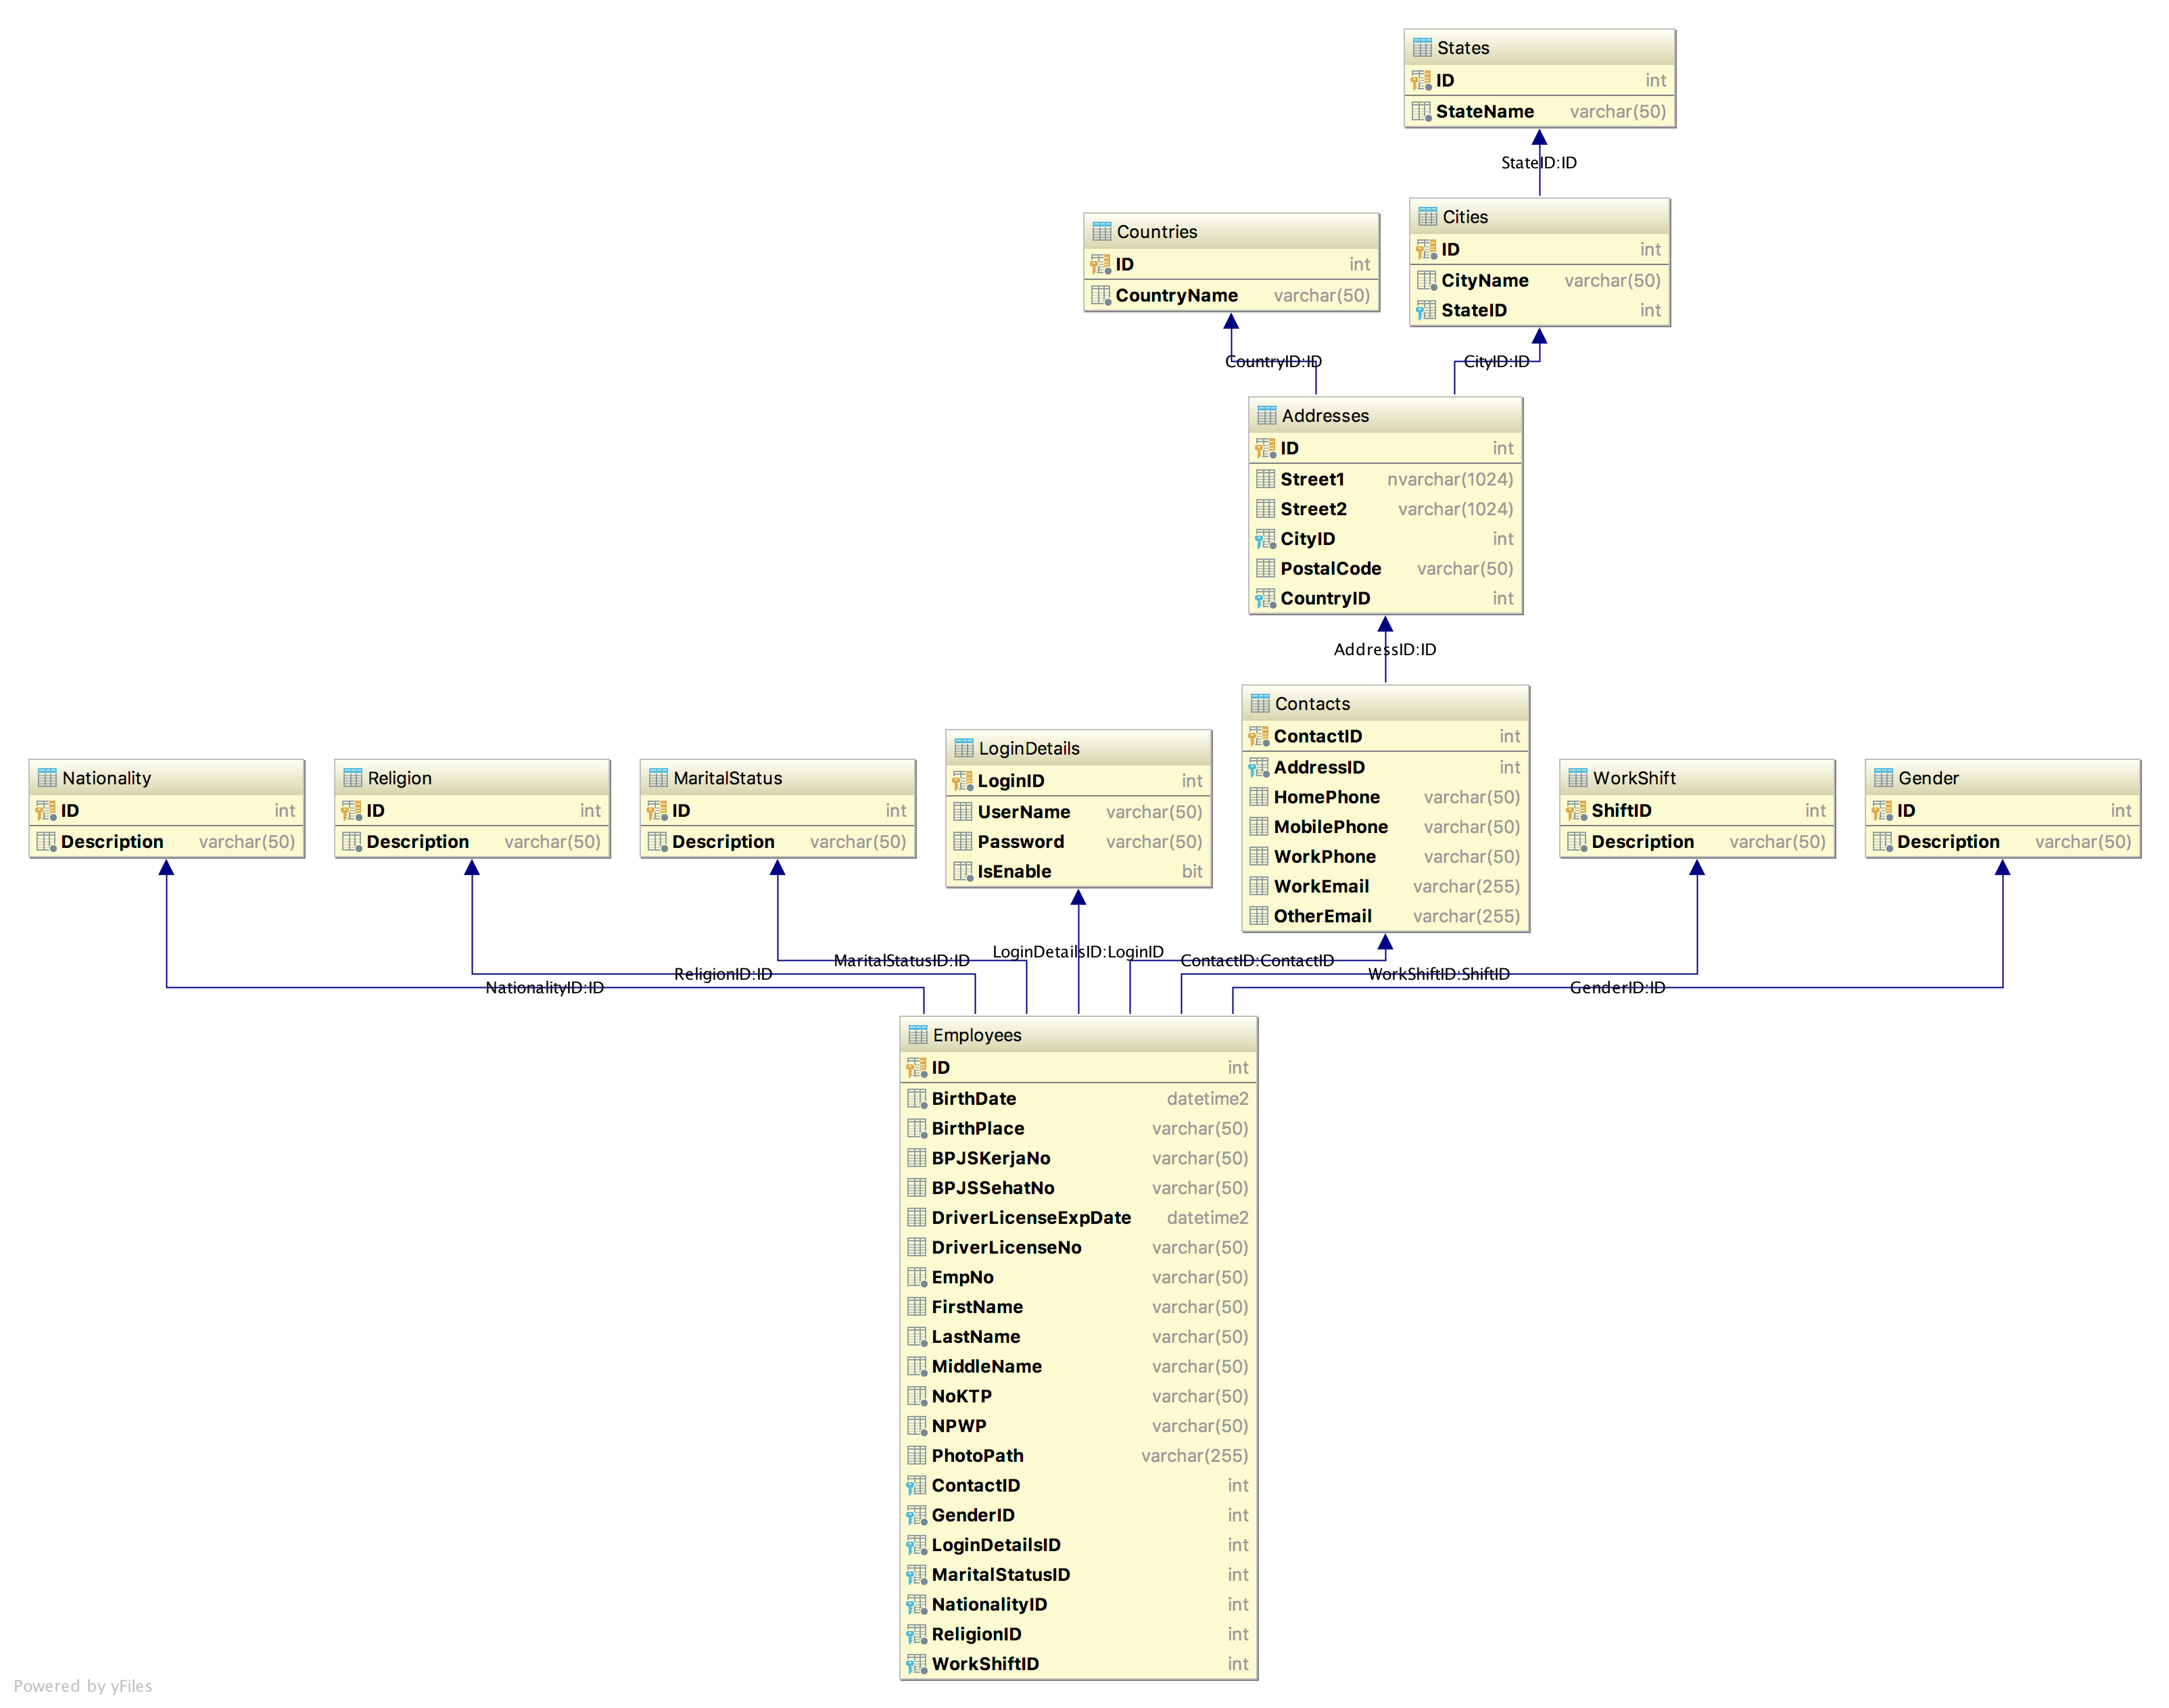 States
ID int
StateName varchar(50)
StateID:ID
Countries
ID int
CountryName varchar(50)
Cities
ID int
CityName varchar(50)
StateID int
CountryID:ID
CityID:ID
Addresses
ID int
Street1 nvarchar(1024)
Street2 varchar(1024)
CityID int
PostalCode varchar(50)
CountryID int
AddressID:ID
Nationality
ID int
Description varchar(50)
Religion
ID int
Description varchar(50)
MaritalStatus
ID int
Description varchar(50)
LoginDetails
LoginID int
UserName varchar(50)
Password varchar(50)
IsEnable bit
Contacts
ContactID int
AddressID int
HomePhone varchar(50)
MobilePhone varchar(50)
WorkPhone varchar(50)
WorkEmail varchar(255)
OtherEmail varchar(255)
WorkShift
ShiftID int
Description varchar(50)
Gender
ID int
Description varchar(50)
NationalityID:ID
ReligionID:ID
MaritalStatusID:ID
LoginDetailsID:LoginID
ContactID:ContactID
WorkShiftID:ShiftID
GenderID:ID
Employees
ID int
BirthDate datetime2
BirthPlace varchar(50)
BPJSKerjaNo varchar(50)
BPJSSehatNo varchar(50)
DriverLicenseExpDate datetime2
DriverLicenseNo varchar(50)
EmpNo varchar(50)
FirstName varchar(50)
LastName varchar(50)
MiddleName varchar(50)
NoKTP varchar(50)
NPWP varchar(50)
PhotoPath varchar(255)
ContactID int
GenderID int
LoginDetailsID int
MaritalStatusID int
NationalityID int
ReligionID int
WorkShiftID int
Powered by yFiles